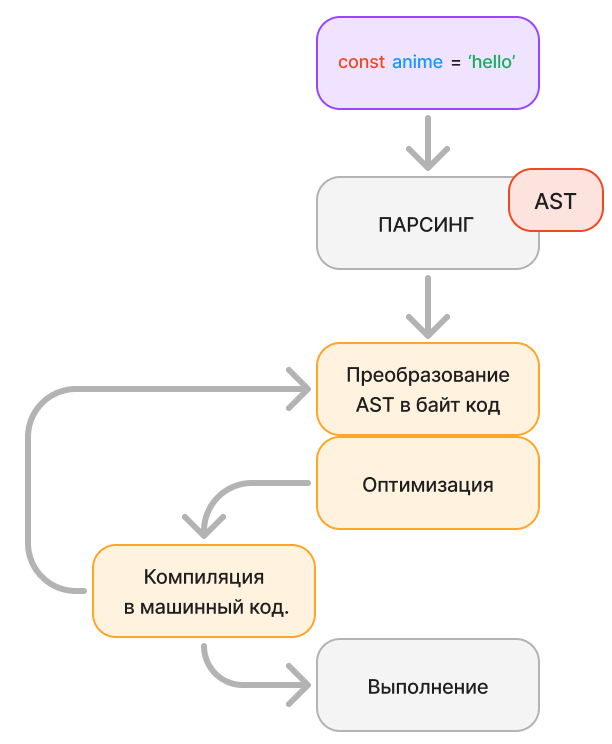 const anime = ‘hello’
AST
ПАРСИНГ
Преобразование
AST в байт код
Оптимизация
Компиляция
в машинный код.
Выполнение